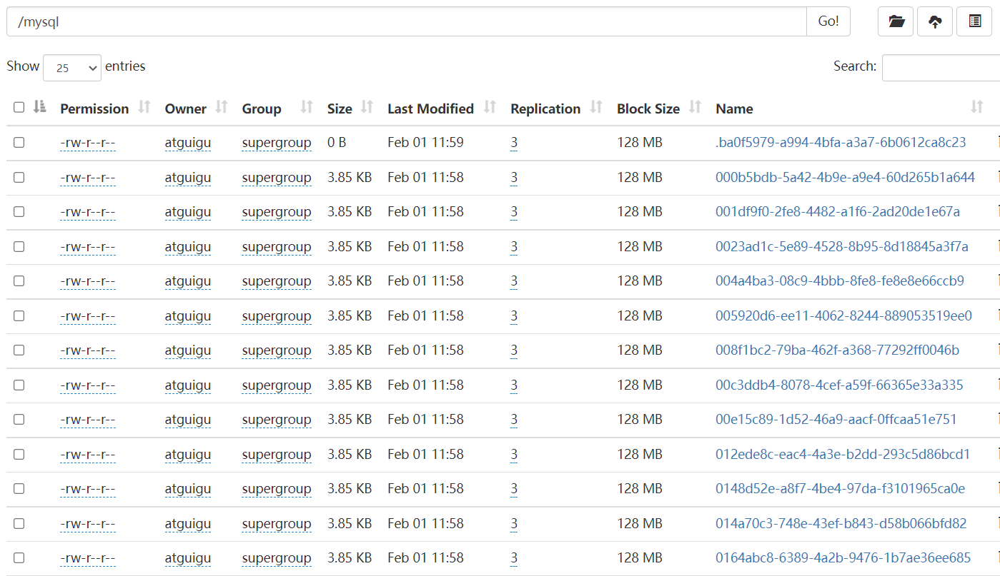 /mysql Go!
Show 25 entries Search:
Permission Owner Group Size Last Modified Replication Block Size Name
-rw-r--r-- atguigu supergroup 0 B Feb 01 11:59 3 128 MB .ba0f5979-a994-4bfa-a3a7-6b0612ca8c23
-rw-r--r-- atguigu supergroup 3.85 KB Feb 01 11:58 3 128 MB 000b5bdb-5a42-4b9e-a9e4-60d265b1a644
-rw-r--r-- atguigu supergroup 3.85 KB Feb 01 11:58 3 128 MB 001df9f0-2fe8-4482-a1f6-2ad20de1e67a
-rw-r--r-- atguigu supergroup 3.85 KB Feb 01 11:58 3 128 MB 0023ad1c-5e89-4528-8b95-8d18845a3f7a
-rw-r--r-- atguigu supergroup 3.85 KB Feb 01 11:58 3 128 MB 004a4ba3-08c9-4bbb-8fe8-fe8e8e66ccb9
-rw-r--r-- atguigu supergroup 3.85 KB Feb 01 11:58 3 128 MB 005920d6-ee11-4062-8244-889053519ee0
-rw-r--r-- atguigu supergroup 3.85 KB Feb 01 11:58 3 128 MB 008f1bc2-79ba-462f-a368-77292ff0046b
-rw-r--r-- atguigu supergroup 3.85 KB Feb 01 11:58 3 128 MB 00c3ddb4-8078-4cef-a59f-66365e33a335
-rw-r--r-- atguigu supergroup 3.85 KB Feb 01 11:58 3 128 MB 00e15c89-1d52-46a9-aacf-0ffcaa51e751
-rw-r--r-- atguigu supergroup 3.85 KB Feb 01 11:58 3 128 MB 012ede8c-eac4-4a3e-b2dd-293c5d86bcd1
-rw-r--r-- atguigu supergroup 3.85 KB Feb 01 11:58 3 128 MB 0148d52e-a8f7-4be4-97da-f3101965ca0e
-rw-r--r-- atguigu supergroup 3.85 KB Feb 01 11:58 3 128 MB 014a70c3-748e-43ef-b843-d58b066bfd82
-rw-r--r-- atguigu supergroup 3.85 KB Feb 01 11:58 3 128 MB 0164abc8-6389-4a2b-9476-1b7ae36ee685